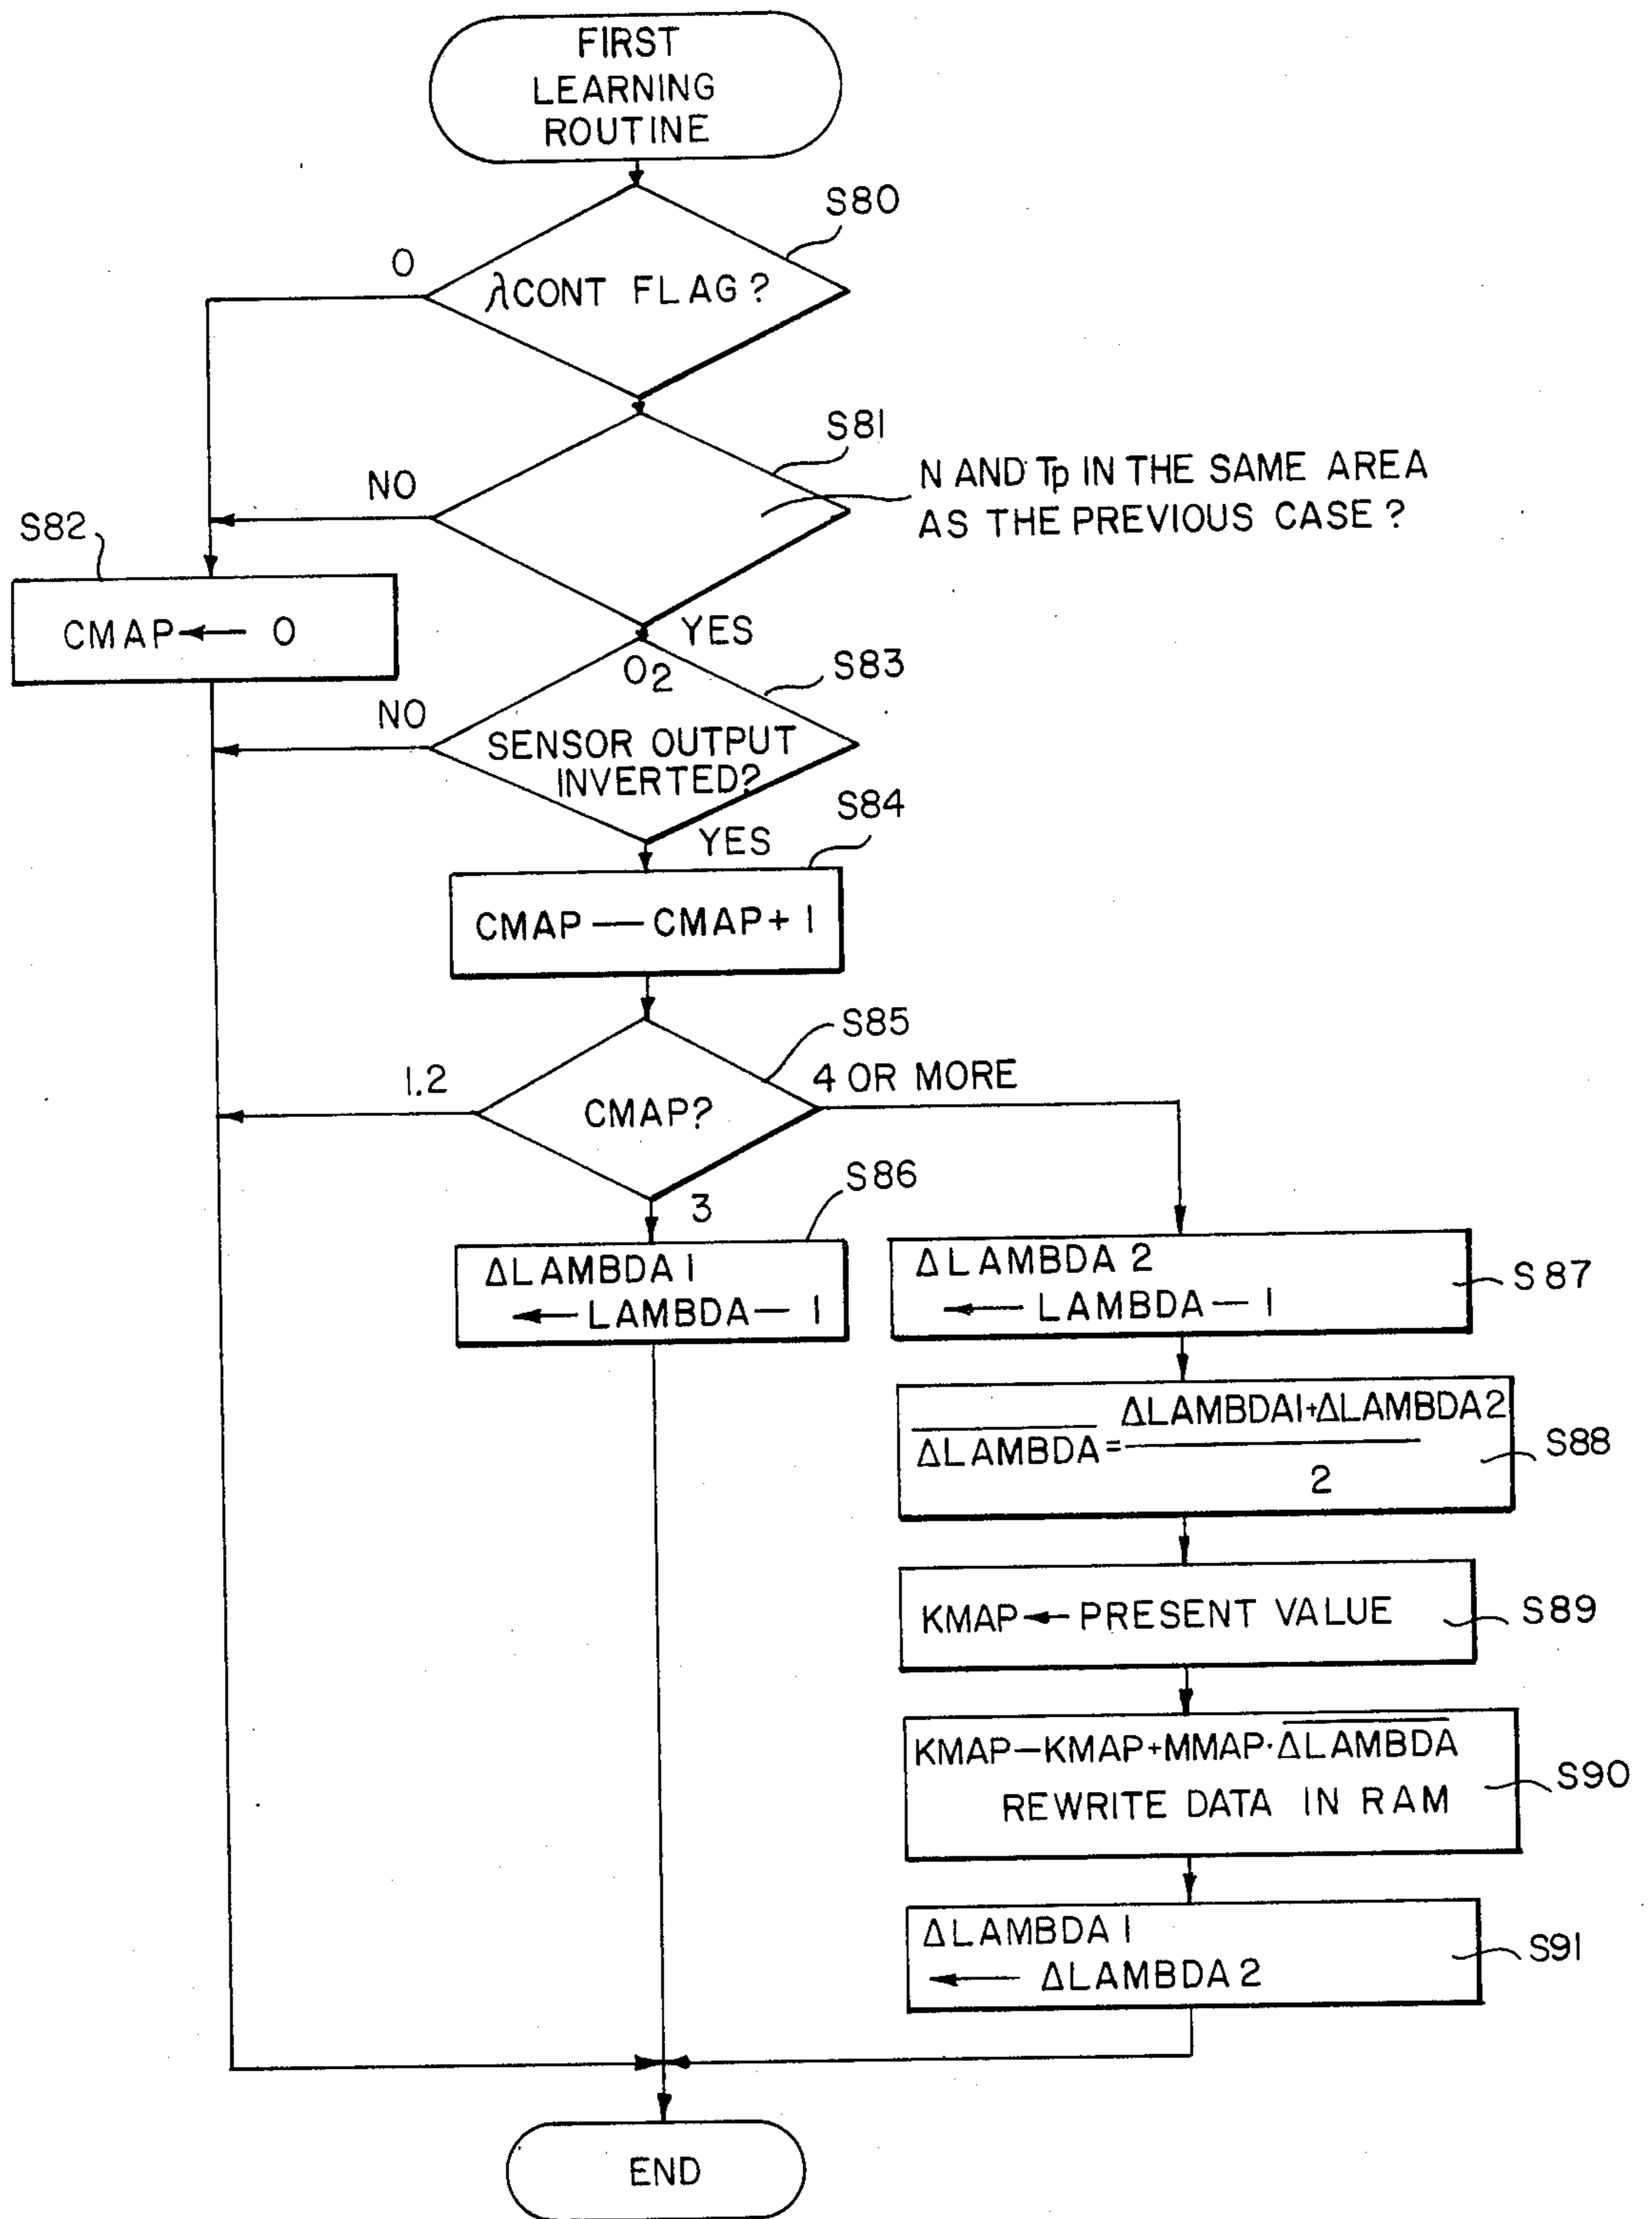 FIRST
LEARNING
ROUTINE
S80
0
λCONT FLAG?
S81
NO
N AND Tp IN THE SAME AREA
AS THE PREVIOUS CASE?
S82
CMAP← 0
YES
O2
S83
NO
SENSOR OUTPUT
INVERTED?
S84
YES
CMAP — CMAP + 1
S85
1.2
4 OR MORE
CMAP?
S86
3
ΔLAMBDA 1
← LAMBDA — 1
ΔLAMBDA 2
← LAMBDA — 1
S87
ΔLAMBDA1+ΔLAMBDA2
ΔLAMBDA=
2
S88
KMAP←PRESENT VALUE
S89
KMAP—KMAP+MMAP·ΔLAMBDA
REWRITE DATA IN RAM
S90
ΔLAMBDA 1
← ΔLAMBDA 2
S91
END